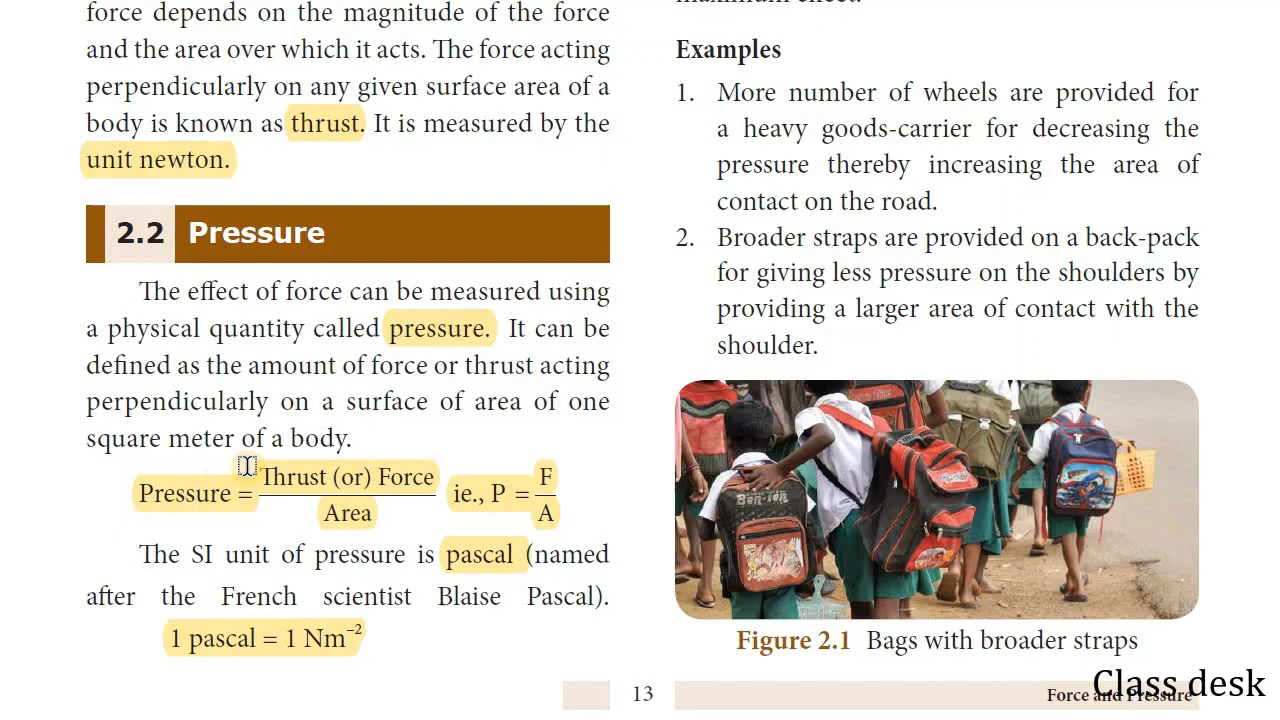 force depends on the magnitude of the force
and the area over which it acts. The force acting
perpendicularly on any given surface area of a
body is known as thrust. It is measured by the
unit newton.
2.2 Pressure
The effect of force can be measured using
a physical quantity called pressure. It can be
defined as the amount of force or thrust acting
perpendicularly on a surface of area of one
square meter of a body.
Pressure = Thrust (or) Force / Area ie., P = F / A
The SI unit of pressure is pascal (named
after the French scientist Blaise Pascal).
1 pascal = 1 Nm⁻²
Examples
1. More number of wheels are provided for
a heavy goods-carrier for decreasing the
pressure thereby increasing the area of
contact on the road.
2. Broader straps are provided on a back-pack
for giving less pressure on the shoulders by
providing a larger area of contact with the
shoulder.
Bon-Ton
Figure 2.1 Bags with broader straps
13
Force and Pressure
Class desk